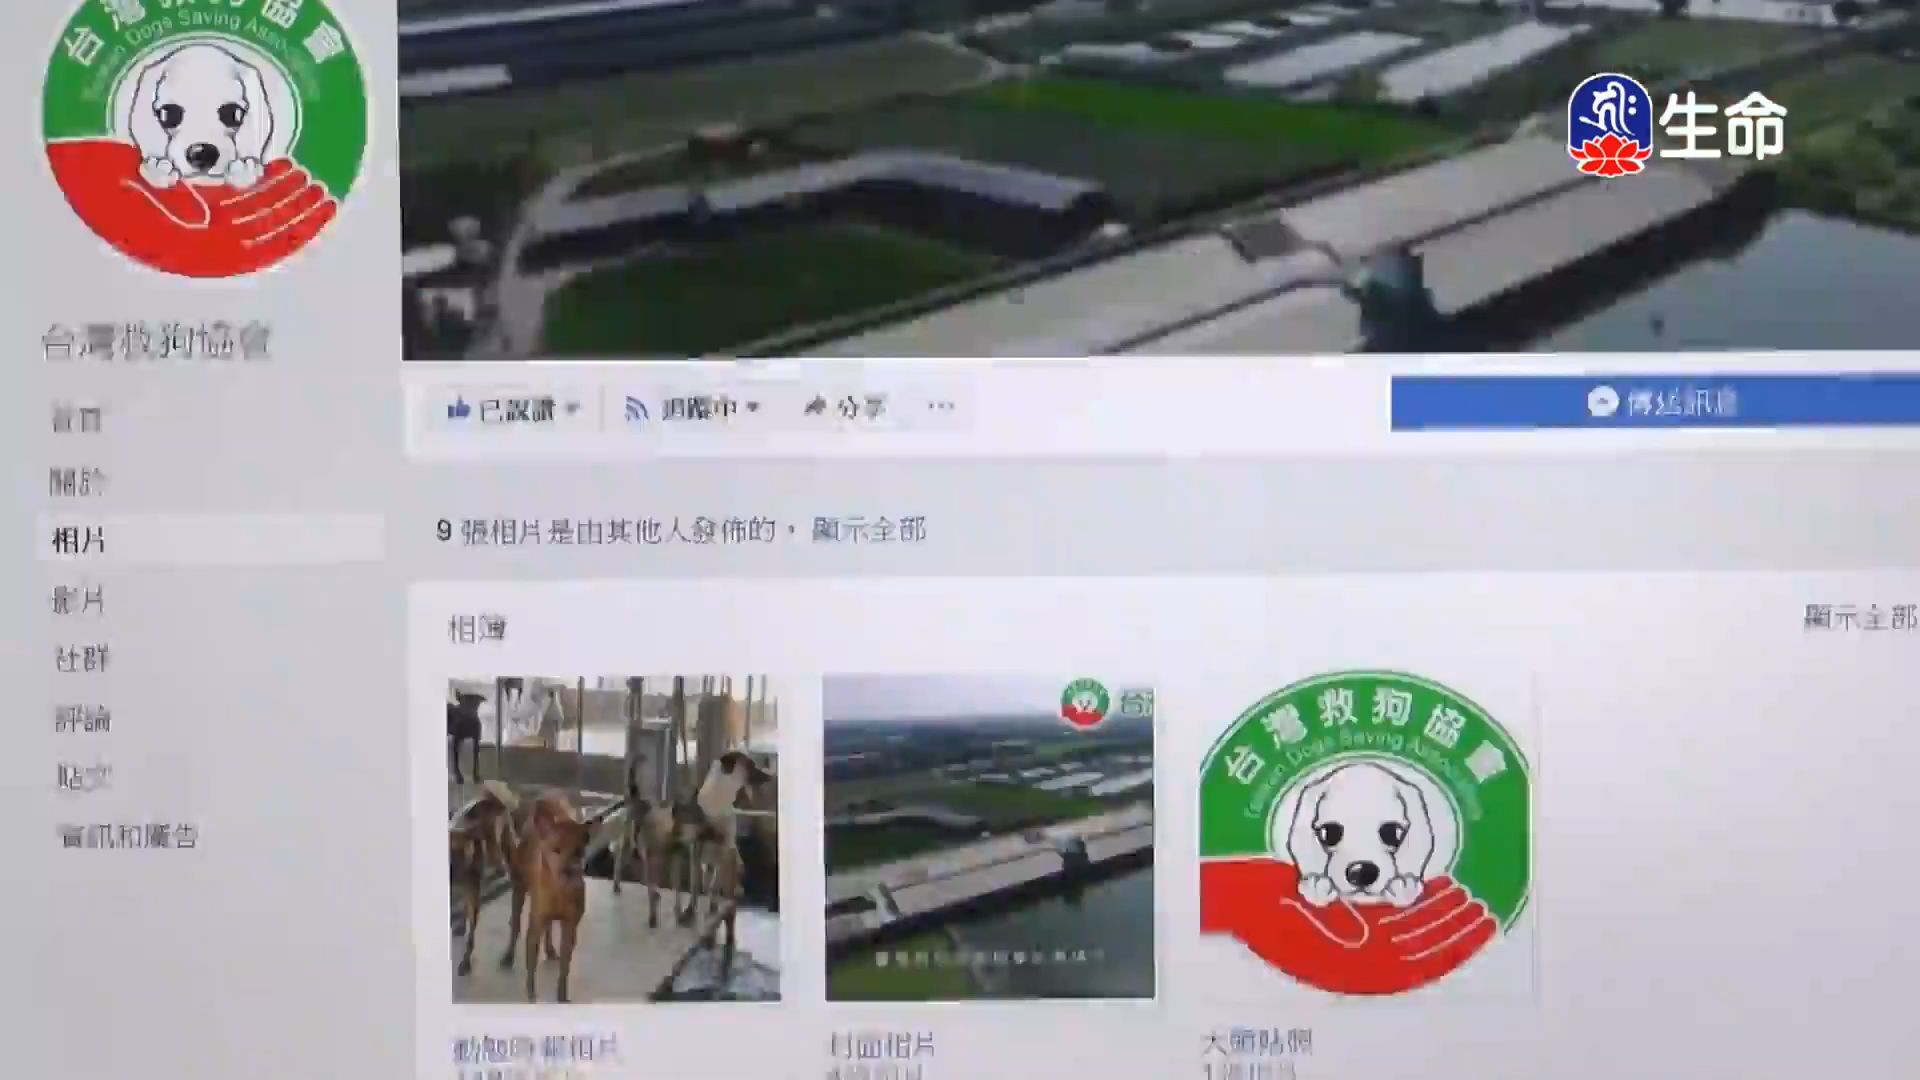 台灣救狗協會
Taiwan Dogs Saving Association
生命
台灣救狗協會
首頁
關於
相片
影片
社群
評論
貼文
資訊和廣告
已說讚
追蹤中
分享
傳送訊息
9 張相片是由其他人發佈的， 顯示全部
相簿
顯示全部
台灣救狗協會
Taiwan Dogs Saving Association
動態時報相片
封面相片
大頭貼照